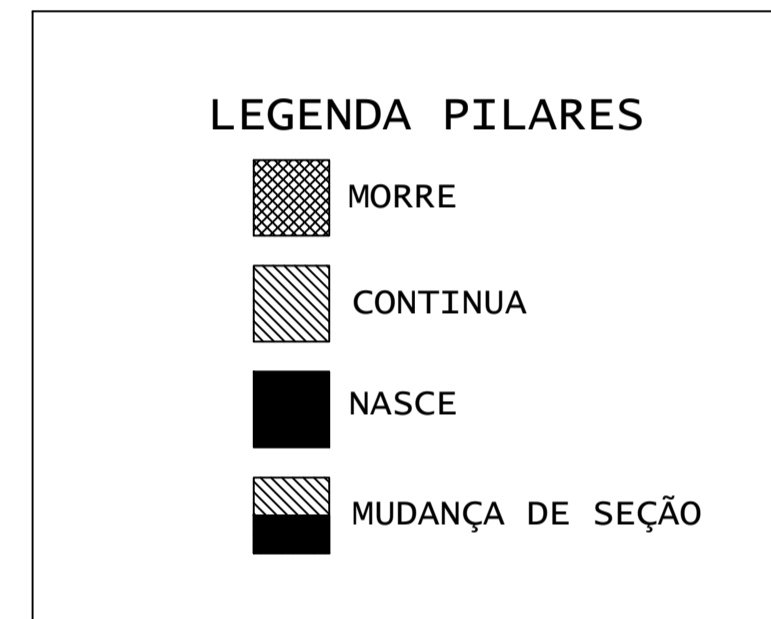 LEGENDA PILARES
MORRE
CONTINUA
NASCE
MUDANÇA DE SEÇÃO